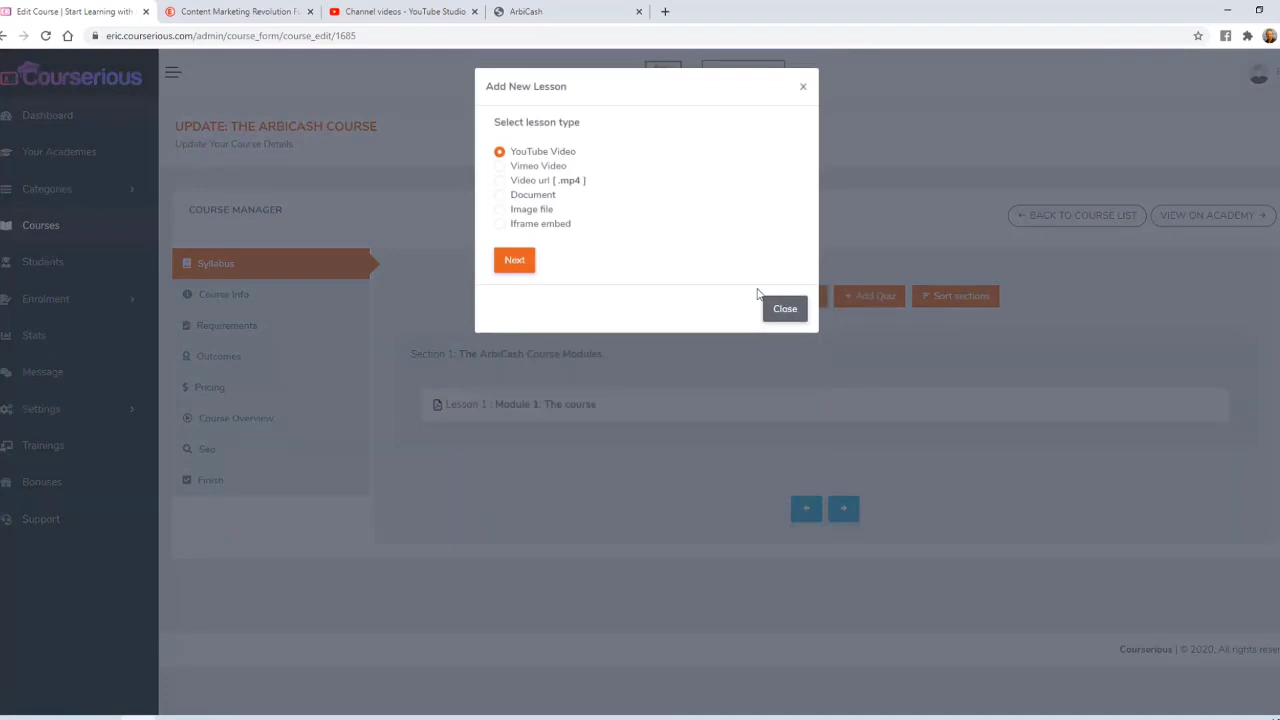 Edit Course | Start Learning with
Content Marketing Revolution F
Channel videos - YouTube Studio
ArbiCash
eric.courserious.com/admin/course_form/course_edit/1685
Courserious
Dashboard
Your Academies
Categories
Courses
Students
Enrolment
Stats
Message
Settings
Trainings
Bonuses
Support
UPDATE: THE ARBICASH COURSE
Update Your Course Details
COURSE MANAGER
← BACK TO COURSE LIST
VIEW ON ACADEMY →
Syllabus
Course Info
Requirements
Outcomes
Pricing
Course Overview
Seo
Finish
Add New Lesson
x
Select lesson type
YouTube Video
Vimeo Video
Video url [ .mp4 ]
Document
Image file
Iframe embed
Next
Close
+ Add Quiz
Sort sections
Section 1: The ArbiCash Course Modules.
Lesson 1 : Module 1: The course
Courserious | © 2020, All rights rese